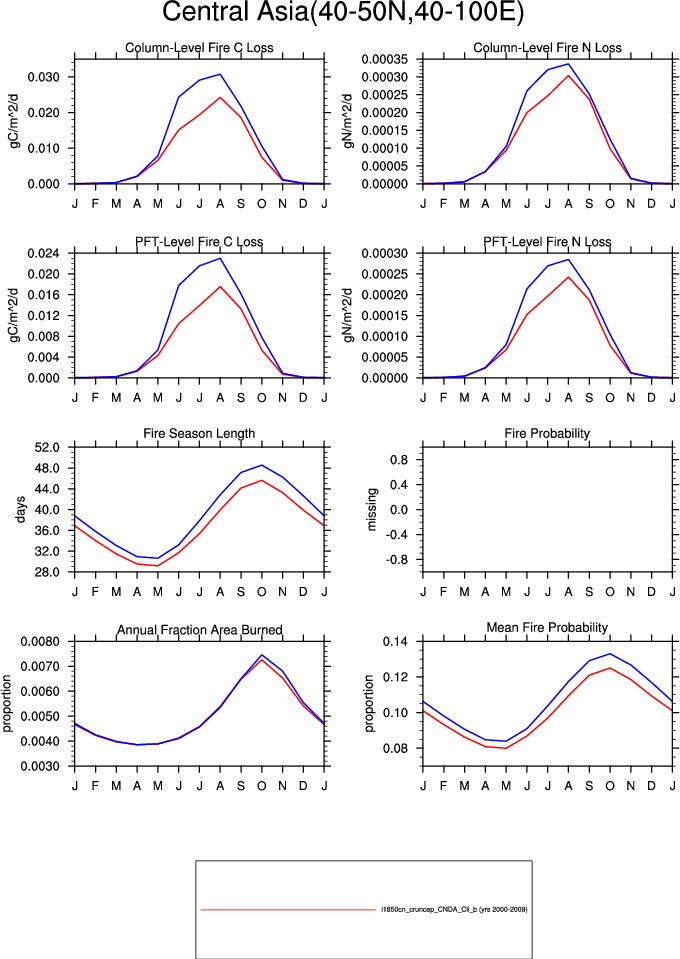 Central Asia(40-50N,40-100E)
Column-Level Fire C Loss
gC/m^2/d
0.030
0.020
0.010
0.000
J F M A M J J A S O N D J
Column-Level Fire N Loss
gN/m^2/d
0.00035
0.00030
0.00025
0.00020
0.00015
0.00010
0.00005
0.00000
J F M A M J J A S O N D J
PFT-Level Fire C Loss
gC/m^2/d
0.024
0.020
0.016
0.012
0.008
0.004
0.000
J F M A M J J A S O N D J
PFT-Level Fire N Loss
gN/m^2/d
0.00030
0.00025
0.00020
0.00015
0.00010
0.00005
0.00000
J F M A M J J A S O N D J
Fire Season Length
days
52.0
48.0
44.0
40.0
36.0
32.0
28.0
J F M A M J J A S O N D J
Fire Probability
missing
0.8
0.4
0.0
-0.4
-0.8
J F M A M J J A S O N D J
Annual Fraction Area Burned
proportion
0.0080
0.0070
0.0060
0.0050
0.0040
0.0030
J F M A M J J A S O N D J
Mean Fire Probability
proportion
0.14
0.12
0.10
0.08
J F M A M J J A S O N D J
i1850cn_cruncep_CNDA_Cli_b (yrs 2000-2009)